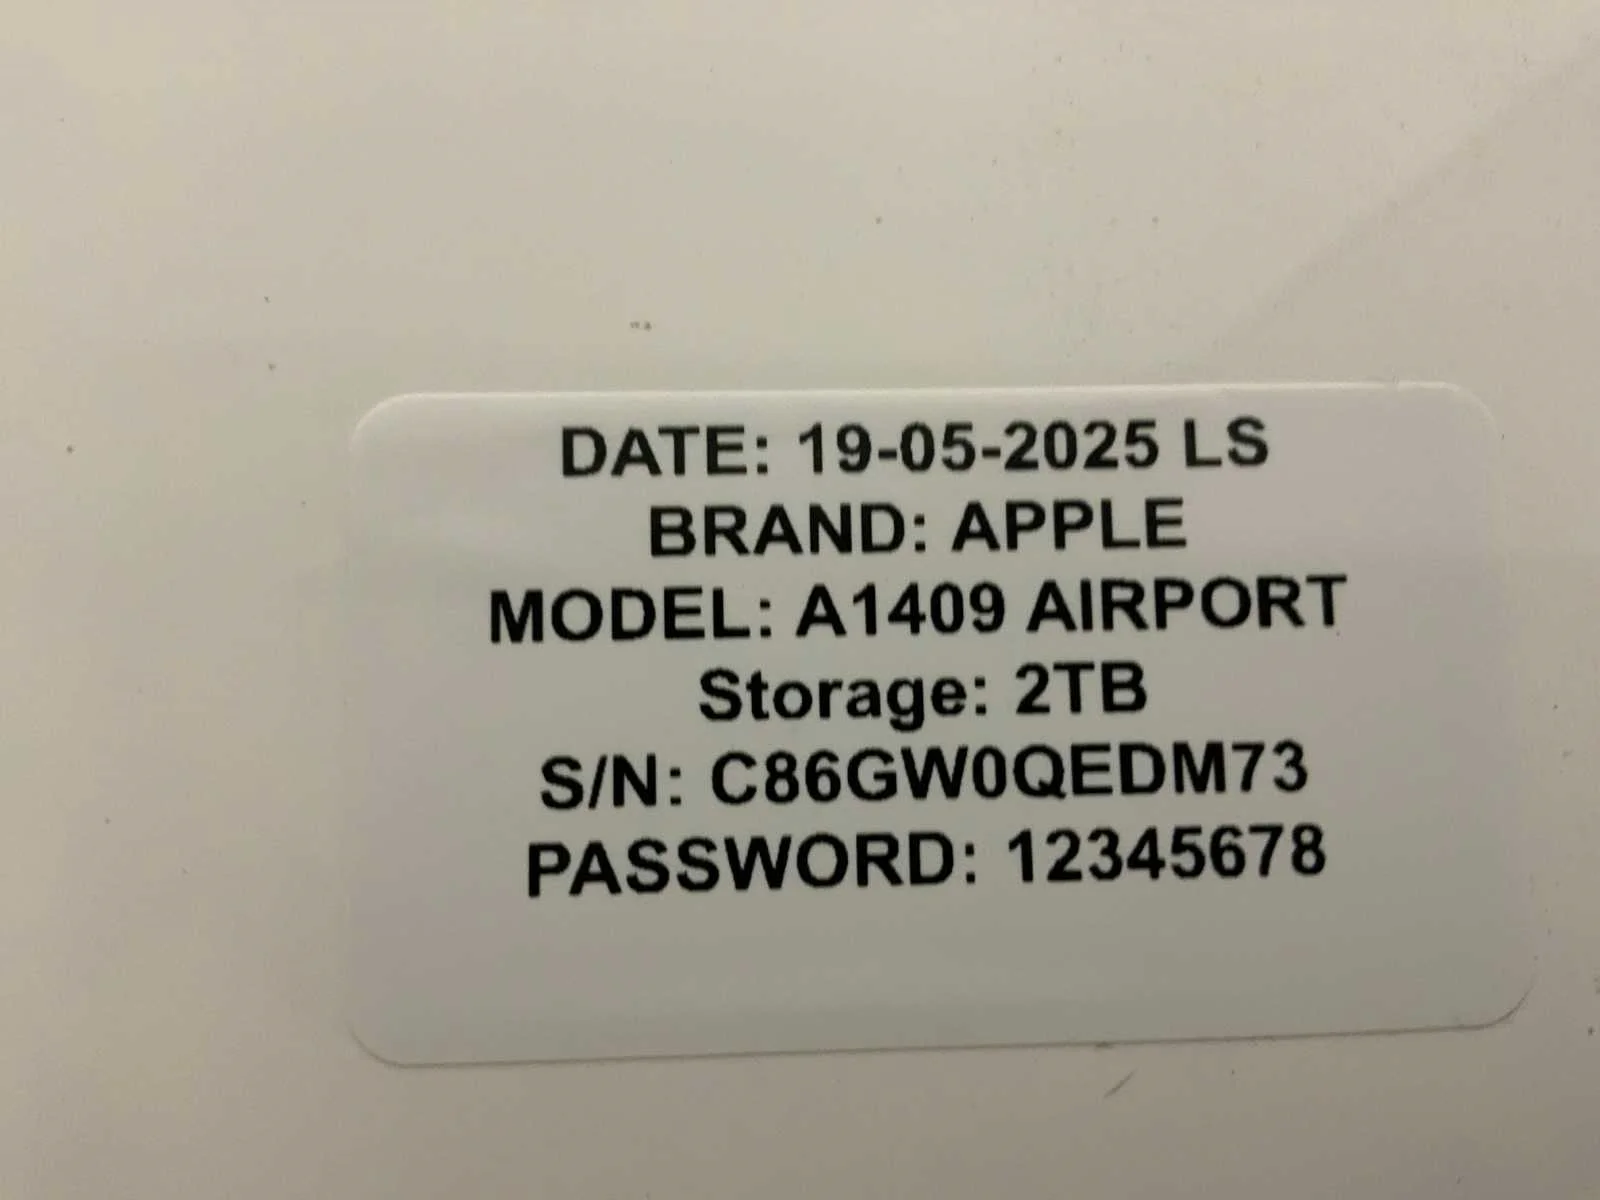 DATE: 19-05-2025 LS
BRAND: APPLE
MODEL: A1409 AIRPORT
Storage: 2TB
S/N: C86GW0QEDM73
PASSWORD: 12345678